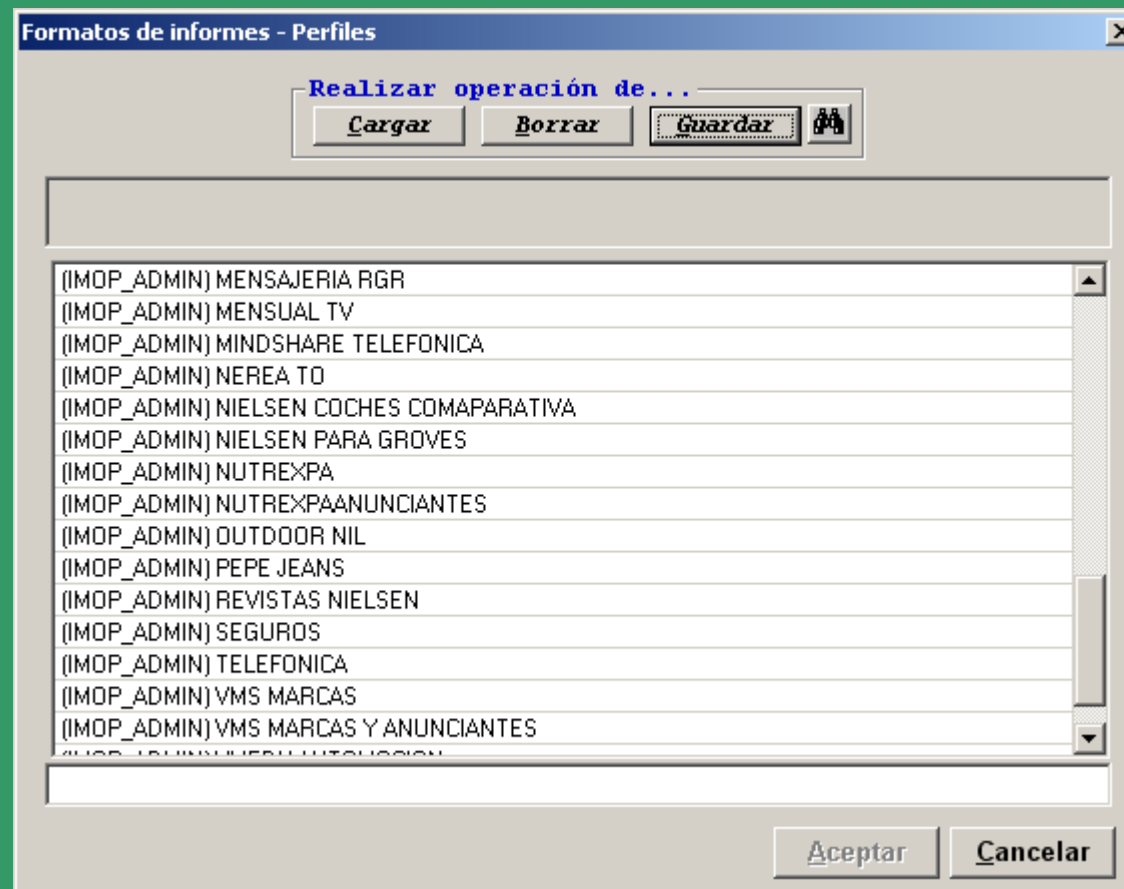 Formatos de informes - Perfiles
Realizar operación de...
Cargar Borrar Guardar
(IMOP_ADMIN) MENSAJERIA RGR
(IMOP_ADMIN) MENSUAL TV
(IMOP_ADMIN) MINDSHARE TELEFONICA
(IMOP_ADMIN) NEREA TO
(IMOP_ADMIN) NIELSEN COCHES COMAPARATIVA
(IMOP_ADMIN) NIELSEN PARA GROVES
(IMOP_ADMIN) NUTREXPA
(IMOP_ADMIN) NUTREXPAANUNCIANTES
(IMOP_ADMIN) OUTDOOR NIL
(IMOP_ADMIN) PEPE JEANS
(IMOP_ADMIN) REVISTAS NIELSEN
(IMOP_ADMIN) SEGUROS
(IMOP_ADMIN) TELEFONICA
(IMOP_ADMIN) VMS MARCAS
(IMOP_ADMIN) VMS MARCAS Y ANUNCIANTES
Aceptar Cancelar